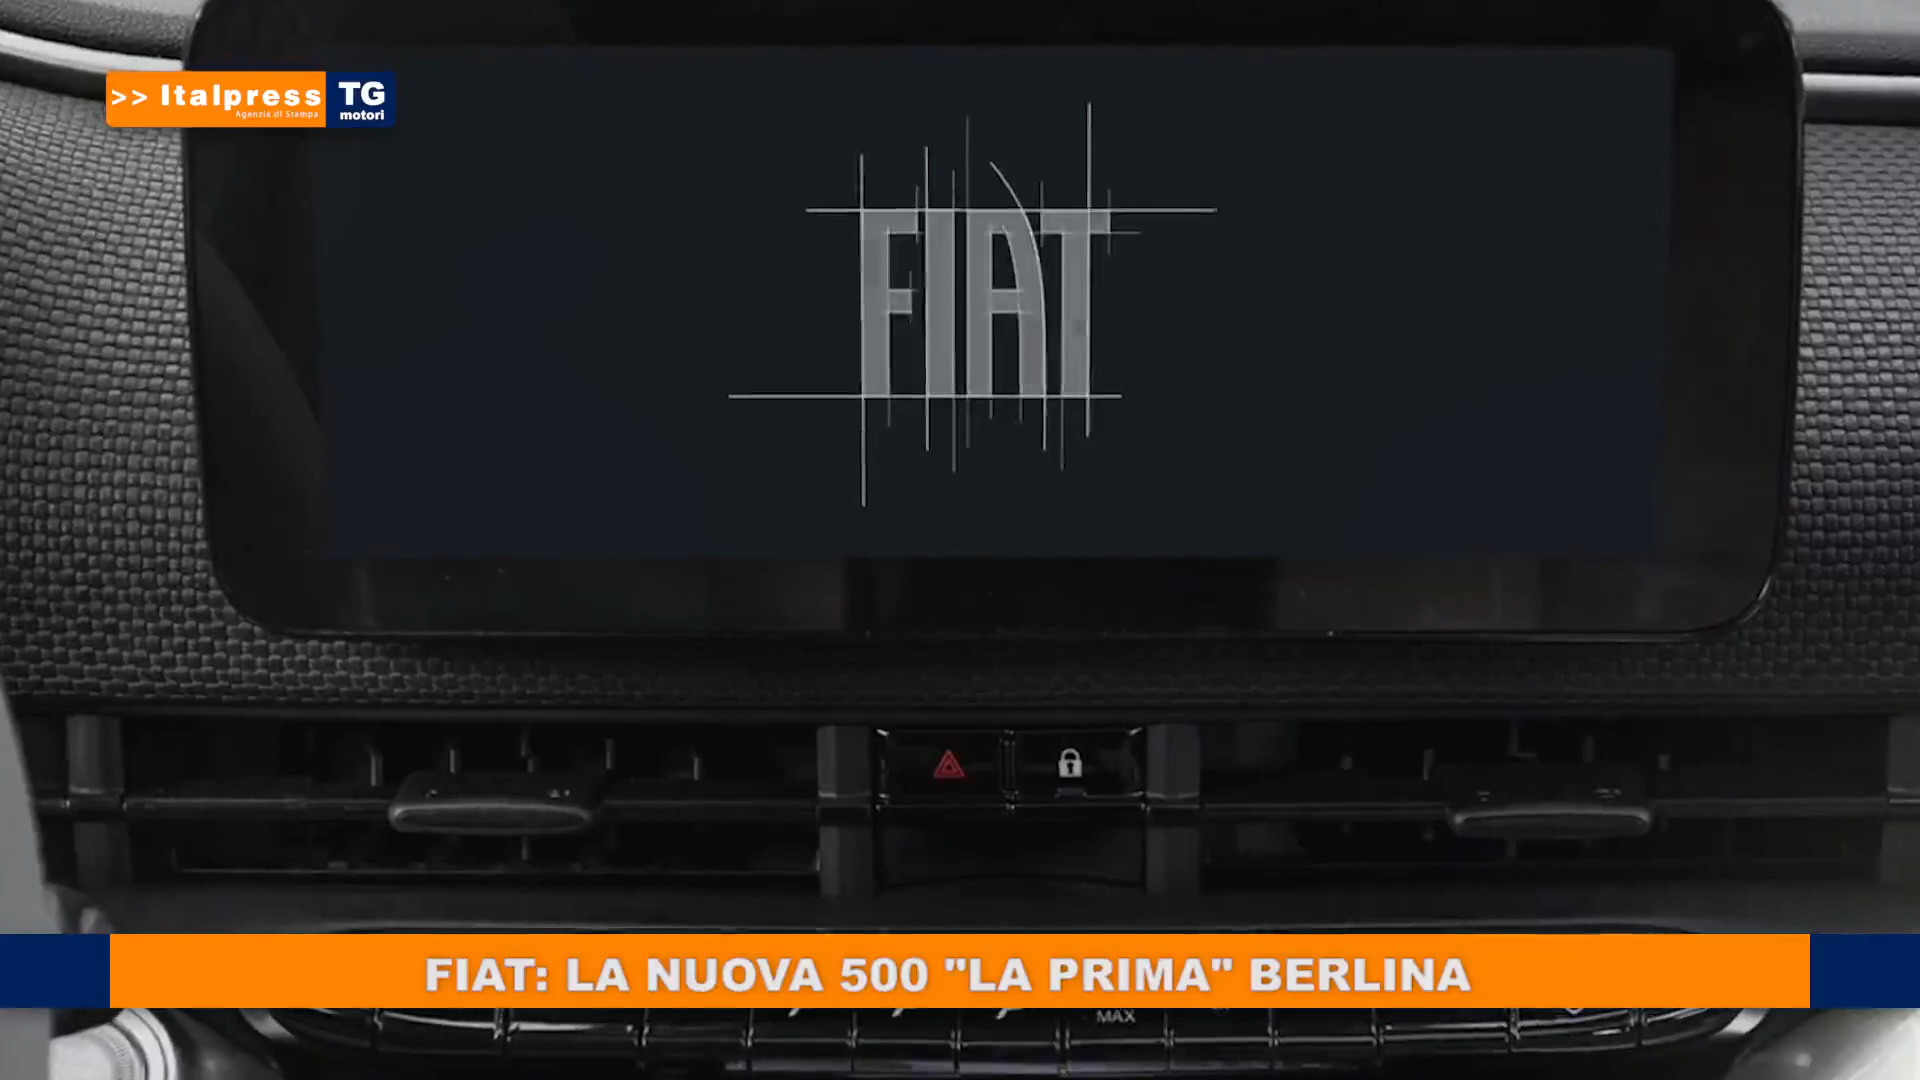 >> Italpress
Agenzia di Stampa
TG
motori
FIAT
FIAT: LA NUOVA 500 "LA PRIMA" BERLINA
MAX